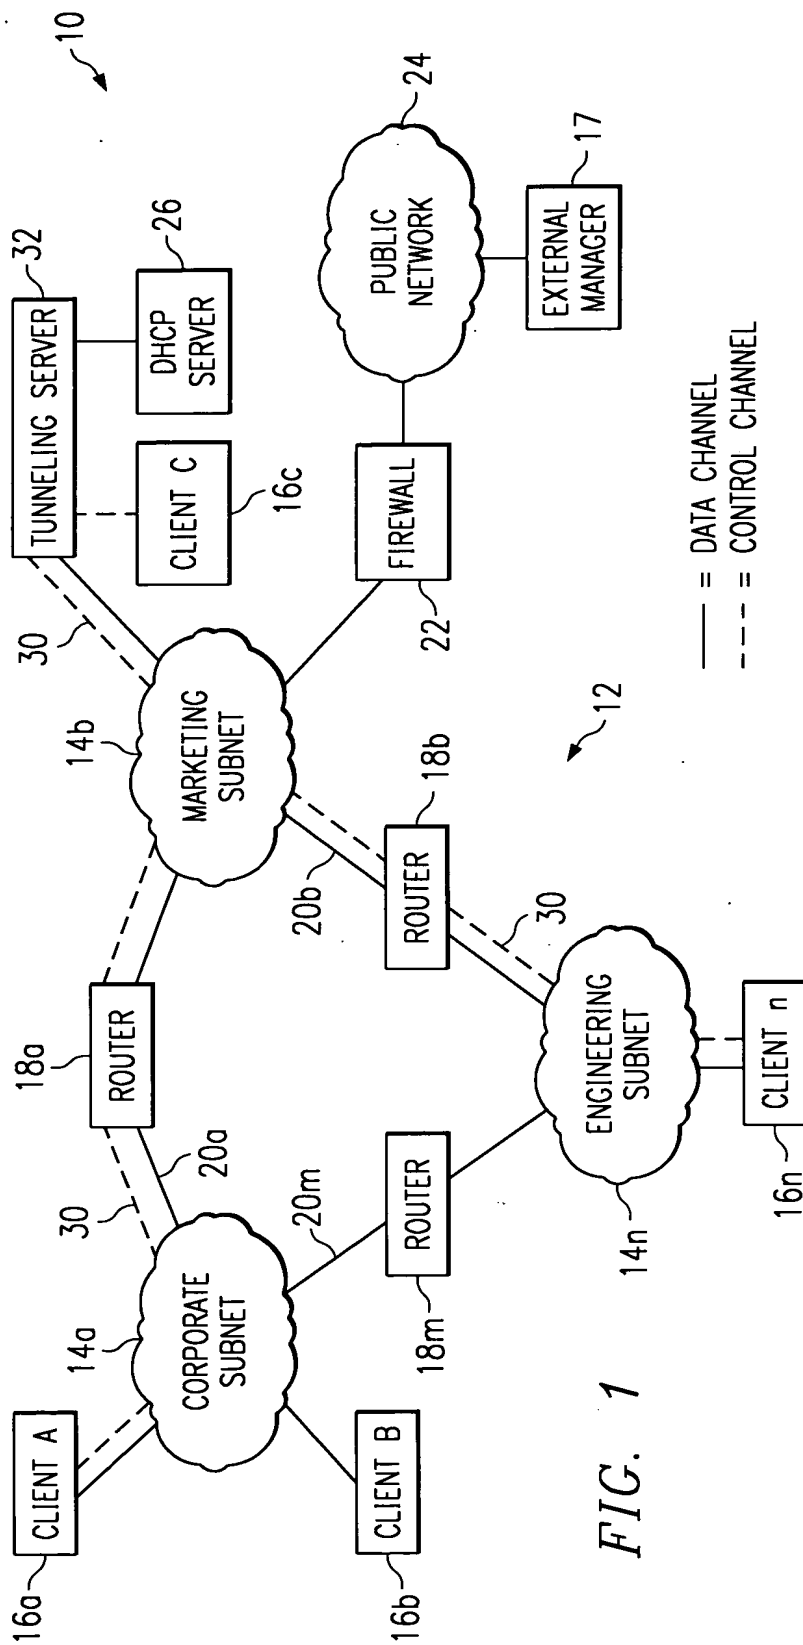 10
32
TUNNELING SERVER
26
DHCP
SERVER
CLIENT C
16c
24
PUBLIC
NETWORK
17
EXTERNAL
MANAGER
FIREWALL
22
30
14b
MARKETING
SUBNET
12
18b
ROUTER
20b
30
18a
ROUTER
20a
30
14a
CORPORATE
SUBNET
20m
ROUTER
18m
ENGINEERING
SUBNET
14n
CLIENT n
16n
CLIENT A
16a
CLIENT B
16b
= DATA CHANNEL
= CONTROL CHANNEL
FIG. 1